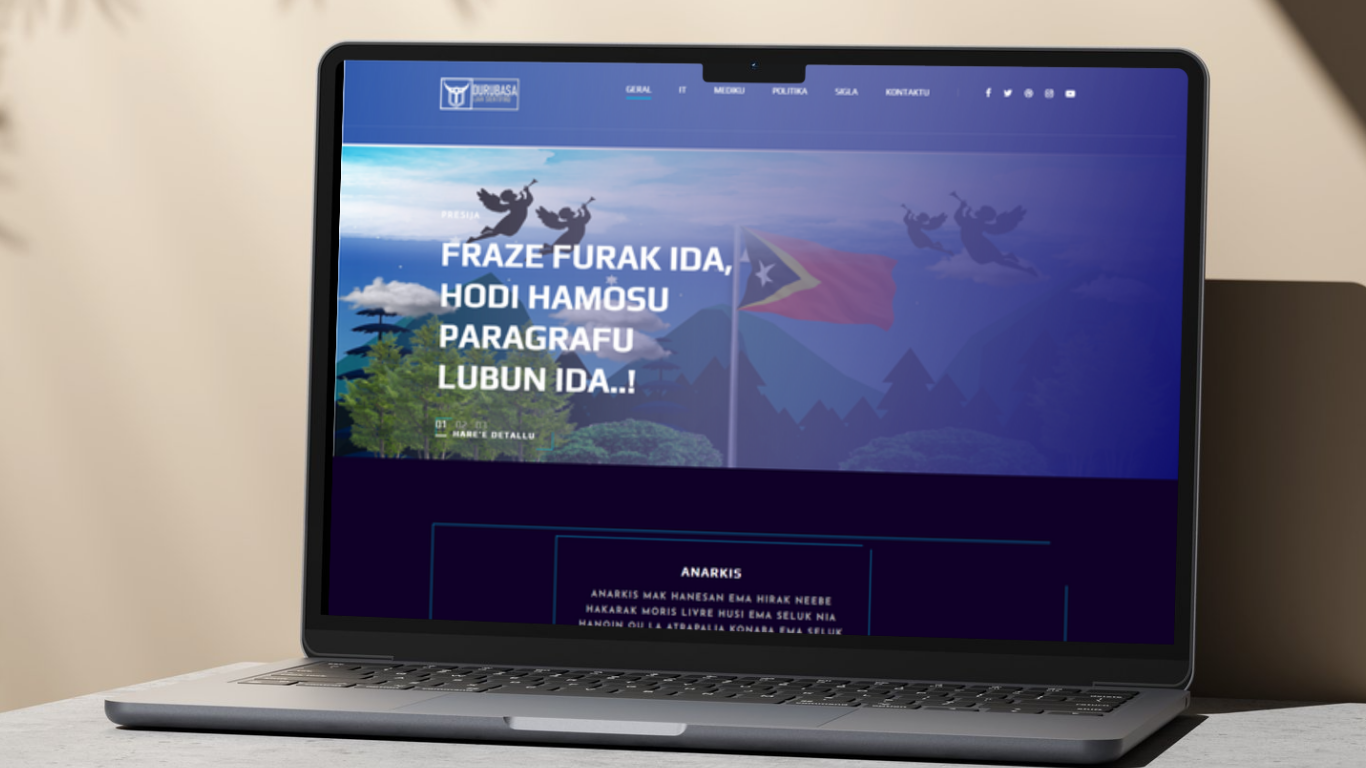 DURUBASA
GERAL
IT
MEDIKU
POLITIKA
SIGLA
KONTAKTU
PRESIJA
FRAZE FURAK IDA,
HODI HAMOSU
PARAGRAFU
LUBUN IDA..!
01 02 03
HARE'E DETALLU
ANARKIS
ANARKIS MAK HANESAN EMA HIRAK NEEBE
HAKARAK MORIS LIVRE HUSI EMA SELUK NIA
HANOIN OU LA ATRAPALIA KONABA EMA SELUK